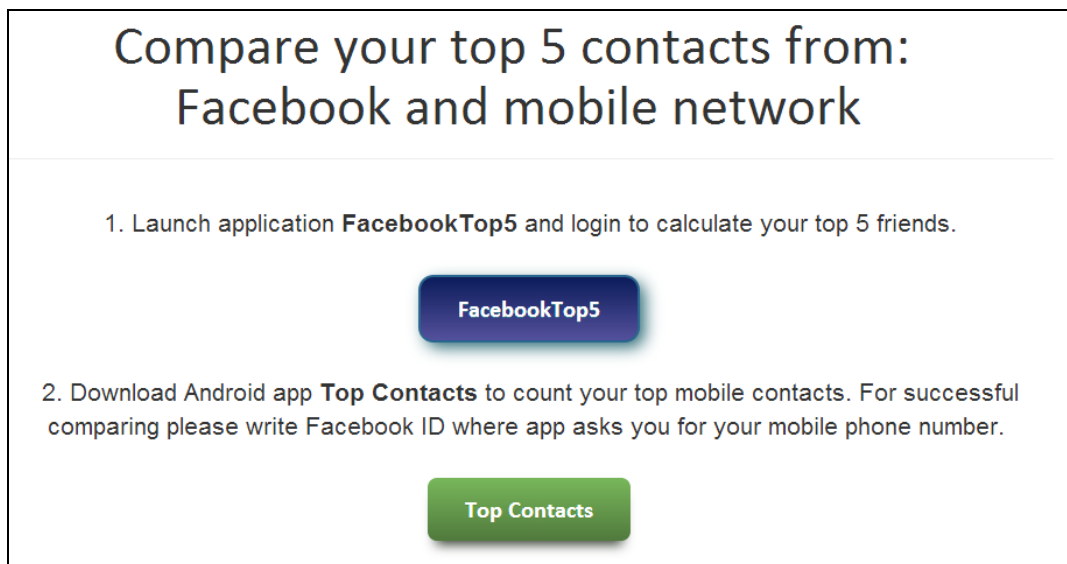 Compare your top 5 contacts from:
Facebook and mobile network
1. Launch application FacebookTop5 and login to calculate your top 5 friends.
FacebookTop5
2. Download Android app Top Contacts to count your top mobile contacts. For successful
comparing please write Facebook ID where app asks you for your mobile phone number.
Top Contacts